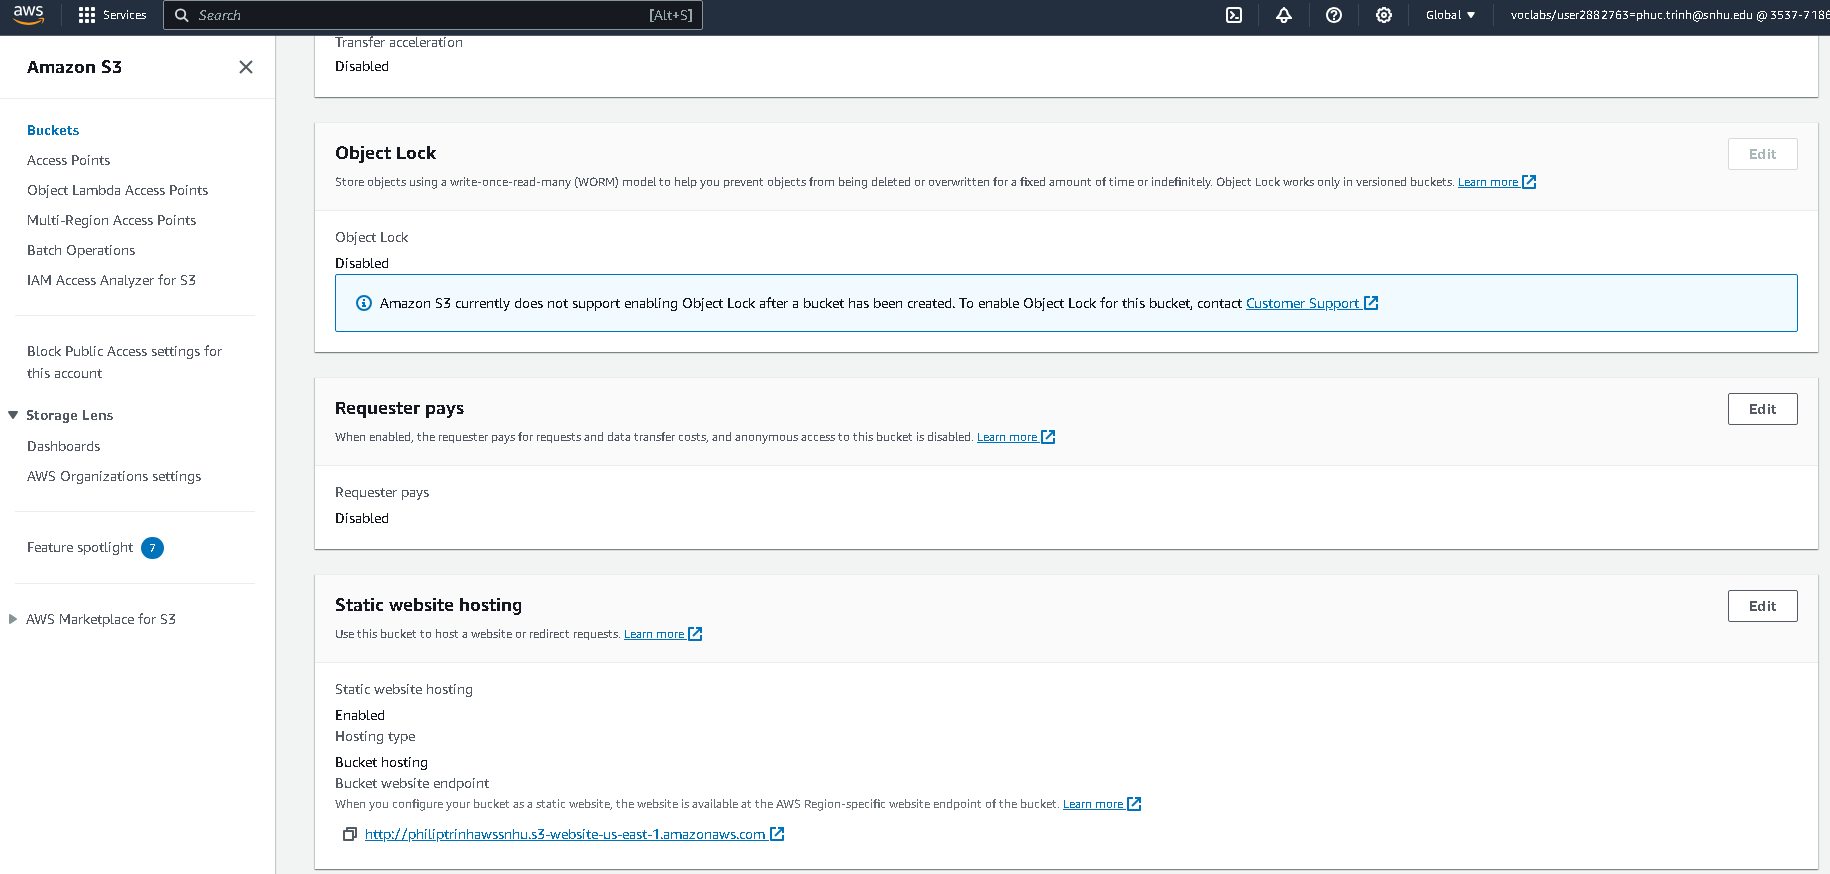 aws
Services
Search
[Alt+S]
Global
voclabs/user2882763=phuc.trinh@snhu.edu @ 3537-7186
Amazon S3
Buckets
Access Points
Object Lambda Access Points
Multi-Region Access Points
Batch Operations
IAM Access Analyzer for S3
Block Public Access settings for
this account
Storage Lens
Dashboards
AWS Organizations settings
Feature spotlight 7
AWS Marketplace for S3
Transfer acceleration
Disabled
Object Lock
Edit
Store objects using a write-once-read-many (WORM) model to help you prevent objects from being deleted or overwritten for a fixed amount of time or indefinitely. Object Lock works only in versioned buckets. Learn more
Object Lock
Disabled
Amazon S3 currently does not support enabling Object Lock after a bucket has been created. To enable Object Lock for this bucket, contact Customer Support
Requester pays
Edit
When enabled, the requester pays for requests and data transfer costs, and anonymous access to this bucket is disabled. Learn more
Requester pays
Disabled
Static website hosting
Edit
Use this bucket to host a website or redirect requests. Learn more
Static website hosting
Enabled
Hosting type
Bucket hosting
Bucket website endpoint
When you configure your bucket as a static website, the website is available at the AWS Region-specific website endpoint of the bucket. Learn more
http://philiptrinhawssnhu.s3-website-us-east-1.amazonaws.com